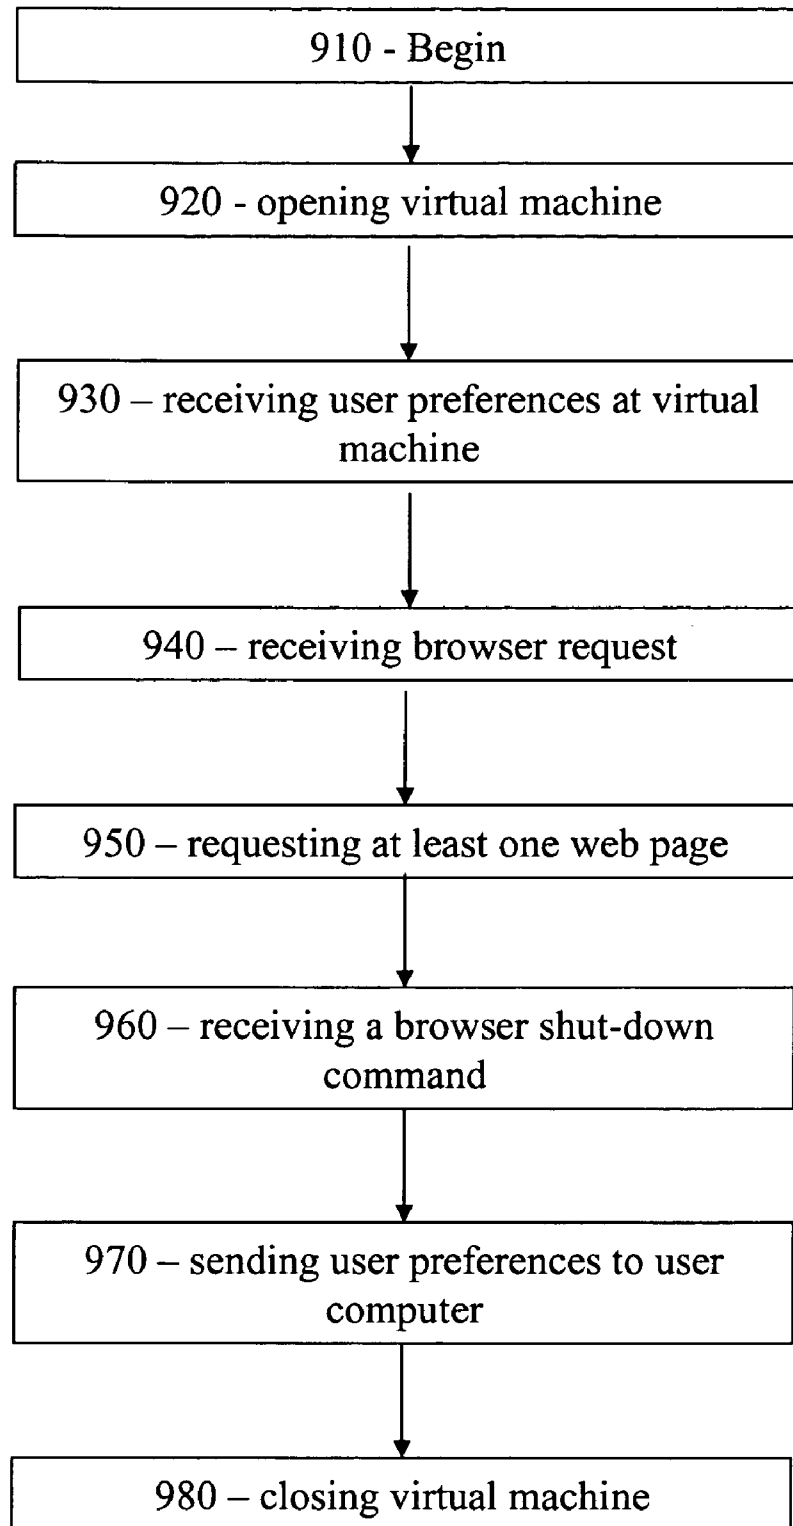 910 - Begin
920 - opening virtual machine
930 – receiving user preferences at virtual
machine
940 – receiving browser request
950 – requesting at least one web page
960 – receiving a browser shut-down
command
970 – sending user preferences to user
computer
980 – closing virtual machine